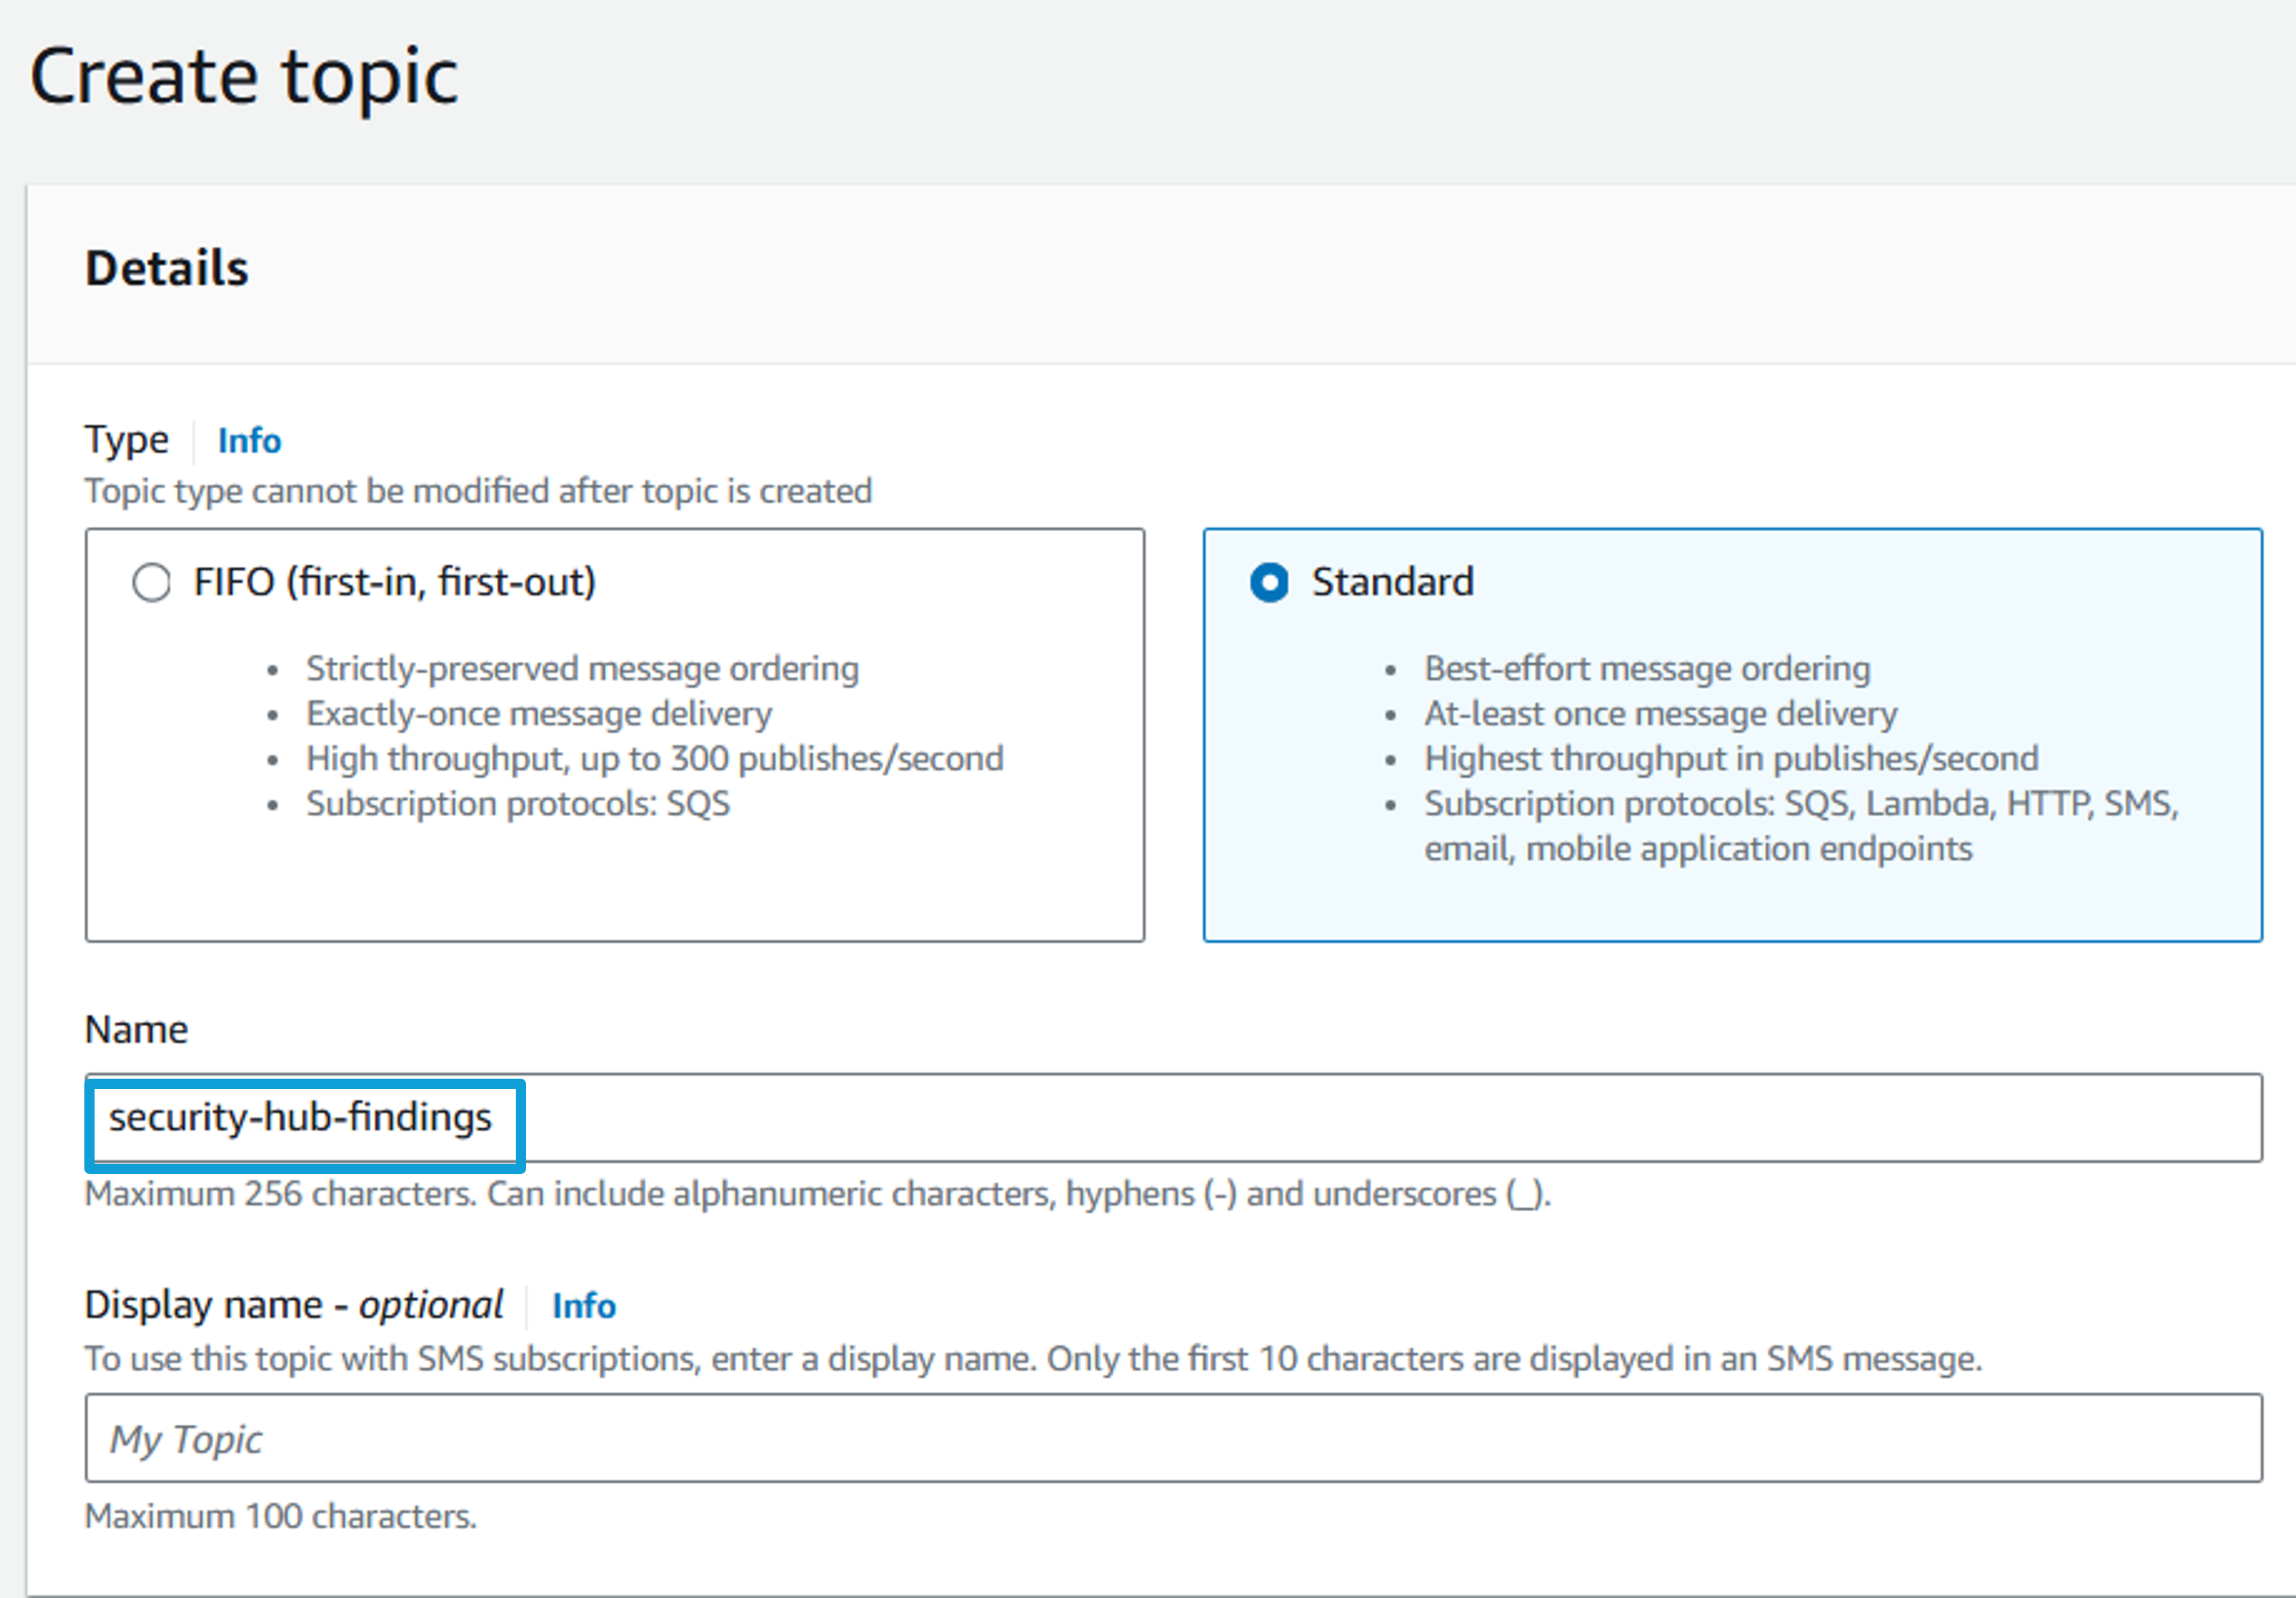 Create topic
Details
Type Info
Topic type cannot be modified after topic is created
FIFO (first-in, first-out)
• Strictly-preserved message ordering
• Exactly-once message delivery
• High throughput, up to 300 publishes/second
• Subscription protocols: SQS
Standard
• Best-effort message ordering
• At-least once message delivery
• Highest throughput in publishes/second
• Subscription protocols: SQS, Lambda, HTTP, SMS,
email, mobile application endpoints
Name
security-hub-findings
Maximum 256 characters. Can include alphanumeric characters, hyphens (-) and underscores (_).
Display name - optional Info
To use this topic with SMS subscriptions, enter a display name. Only the first 10 characters are displayed in an SMS message.
My Topic
Maximum 100 characters.